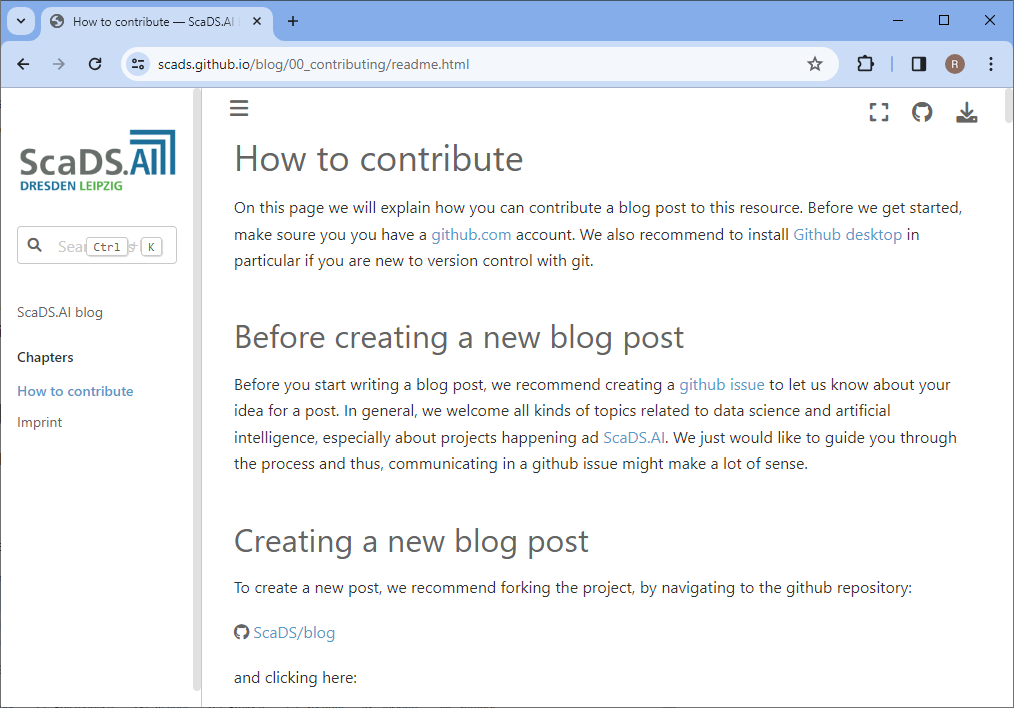 How to contribute — ScaDS.AI
scads.github.io/blog/00_contributing/readme.html
R
ScaDS.AI
DRESDEN LEIPZIG
Ctrl + K
ScaDS.AI blog
Chapters
How to contribute
Imprint
How to contribute
On this page we will explain how you can contribute a blog post to this resource. Before we get started,
make soure you you have a github.com account. We also recommend to install Github desktop in
particular if you are new to version control with git.
Before creating a new blog post
Before you start writing a blog post, we recommend creating a github issue to let us know about your
idea for a post. In general, we welcome all kinds of topics related to data science and artificial
intelligence, especially about projects happening ad ScaDS.AI. We just would like to guide you through
the process and thus, communicating in a github issue might make a lot of sense.
Creating a new blog post
To create a new post, we recommend forking the project, by navigating to the github repository:
ScaDS/blog
and clicking here: